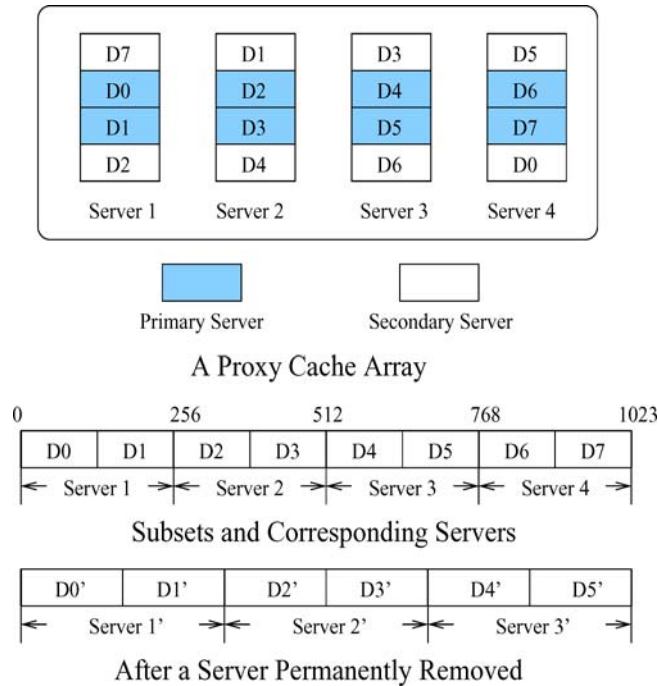 D7 D1 D3 D5
D0 D2 D4 D6
D1 D3 D5 D7
D2 D4 D6 D0
Server 1 Server 2 Server 3 Server 4
Primary Server Secondary Server
A Proxy Cache Array
0 256 512 768 1023
D0 D1 D2 D3 D4 D5 D6 D7
Server 1 Server 2 Server 3 Server 4
Subsets and Corresponding Servers
D0’ D1’ D2’ D3’ D4’ D5’
Server 1’ Server 2’ Server 3’
After a Server Permanently Removed